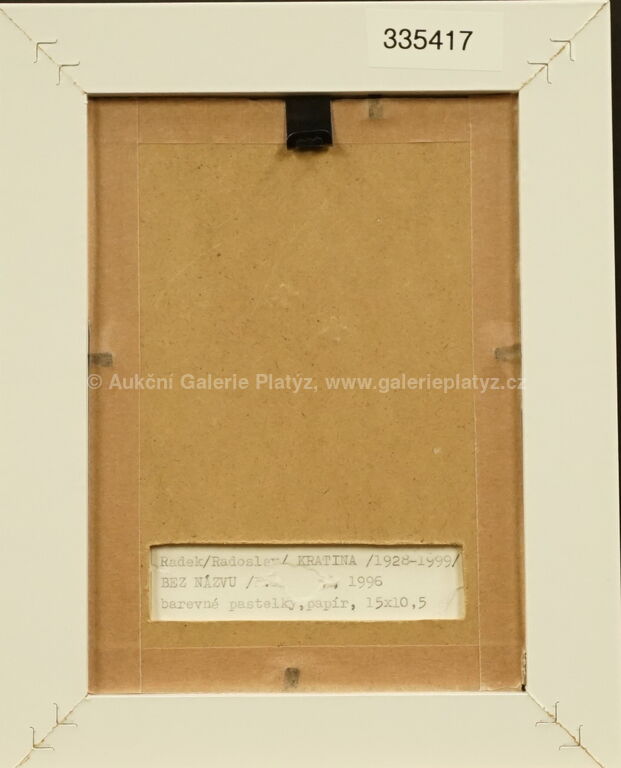 335417
© Aukční Galerie Platýz, www.galerieplatyz.cz
Radek/Radoslav/ KRATINA /1928-1999/
BEZ NÁZVU / , 1996
barevné pastelky,papír, 15x10,5